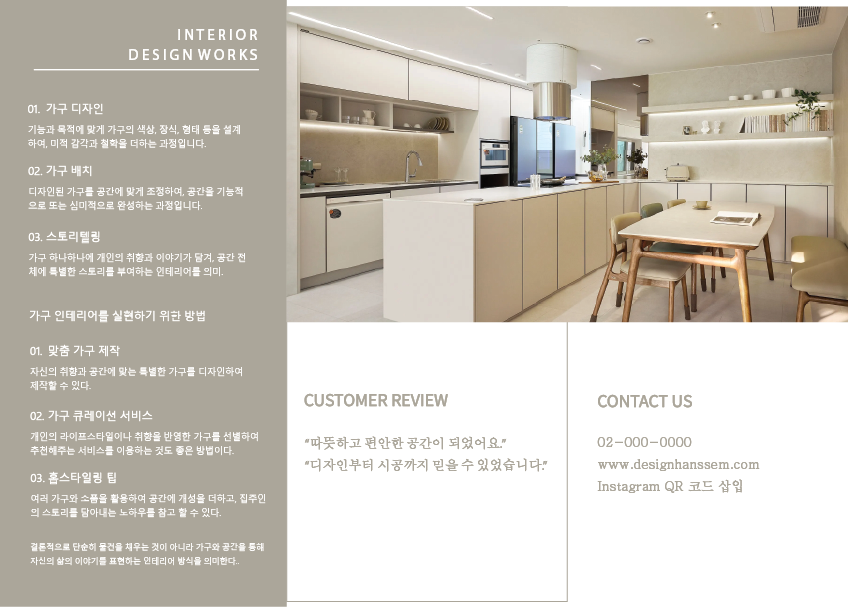 INTERIOR
DESIGN WORKS
01. 가구 디자인
기능과 목적에 맞게 가구의 색상, 장식, 형태 등을 설계
하여, 미적 감각과 철학을 더하는 과정입니다.
02. 가구 배치
디자인된 가구를 공간에 맞게 조정하여, 공간을 기능적
으로 또는 심미적으로 완성하는 과정입니다.
03. 스토리텔링
가구 하나하나에 개인의 취향과 이야기가 담겨, 공간 전
체에 특별한 스토리를 부여하는 인테리어를 의미.
가구 인테리어를 실현하기 위한 방법
01. 맞춤 가구 제작
자신의 취향과 공간에 맞는 특별한 가구를 디자인하여
제작할 수 있다.
02. 가구 큐레이션 서비스
개인의 라이프스타일이나 취향을 반영한 가구를 선별하여
추천해주는 서비스를 이용하는 것도 좋은 방법이다.
03. 홈스타일링 팁
여러 가구와 소품을 활용하여 공간에 개성을 더하고, 집주인
의 스토리를 담아내는 노하우를 참고 할 수 있다.
결론적으로 단순히 물건을 채우는 것이 아니라 가구와 공간을 통해
자신의 삶의 이야기를 표현하는 인테리어 방식을 의미한다..
CUSTOMER REVIEW
"따뜻하고 편안한 공간이 되었어요."
"디자인부터 시공까지 믿을 수 있었습니다."
CONTACT US
02-000-0000
www.designhanssem.com
Instagram QR 코드 삽입